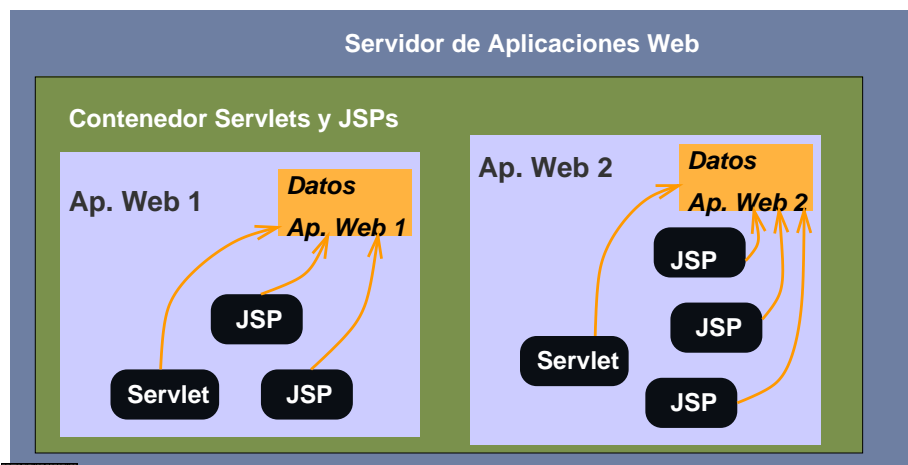 Servidor de Aplicaciones Web
Contenedor Servlets y JSPs
Ap. Web 1
Datos
Ap. Web 1
JSP
Servlet
JSP
Ap. Web 2
Datos
Ap. Web 2
JSP
JSP
Servlet
JSP